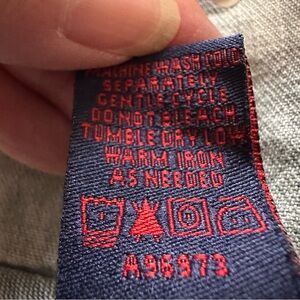 MACHINE WASH COLD
SEPARATELY
GENTLE CYCLE
DO NOT BLEACH
TUMBLE DRY LOW
WARM IRON
AS NEEDED
A96973